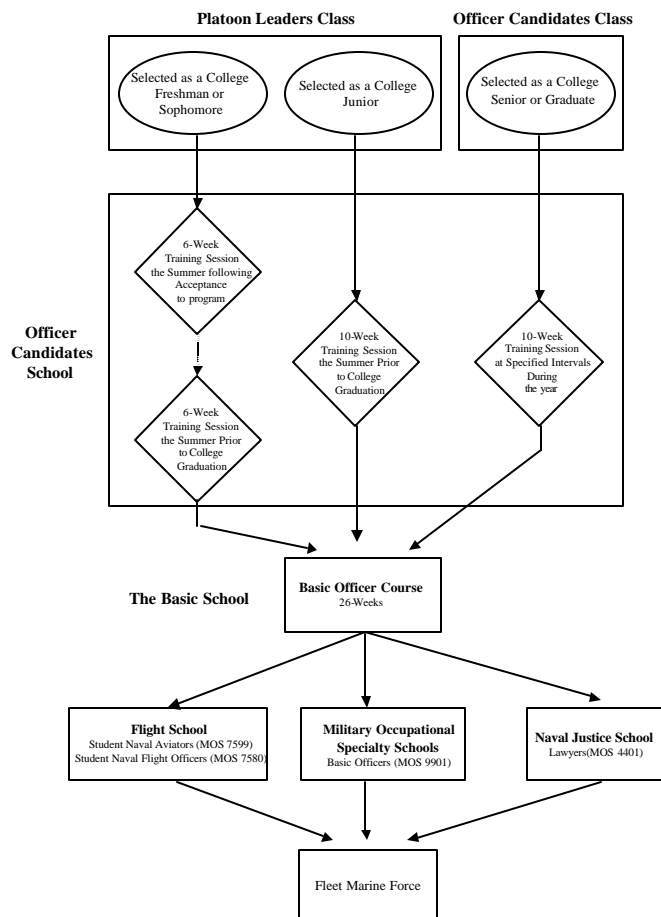 Platoon Leaders Class
Officer Candidates Class
Selected as a College
Freshman or
Sophomore
Selected as a College
Junior
Selected as a College
Senior or Graduate
Officer
Candidates
School
6-Week
Training Session
the Summer following
Acceptance
to program
6-Week
Training Session
the Summer Prior
to College
Graduation
10-Week
Training Session
the Summer Prior
to College
Graduation
10-Week
Training Session
at Specified Intervals
During
the year
The Basic School
Basic Officer Course
26-Weeks
Flight School
Student Naval Aviators (MOS 7599)
Student Naval Flight Officers (MOS 7580)
Military Occupational
Specialty Schools
Basic Officers (MOS 9901)
Naval Justice School
Lawyers(MOS 4401)
Fleet Marine Force